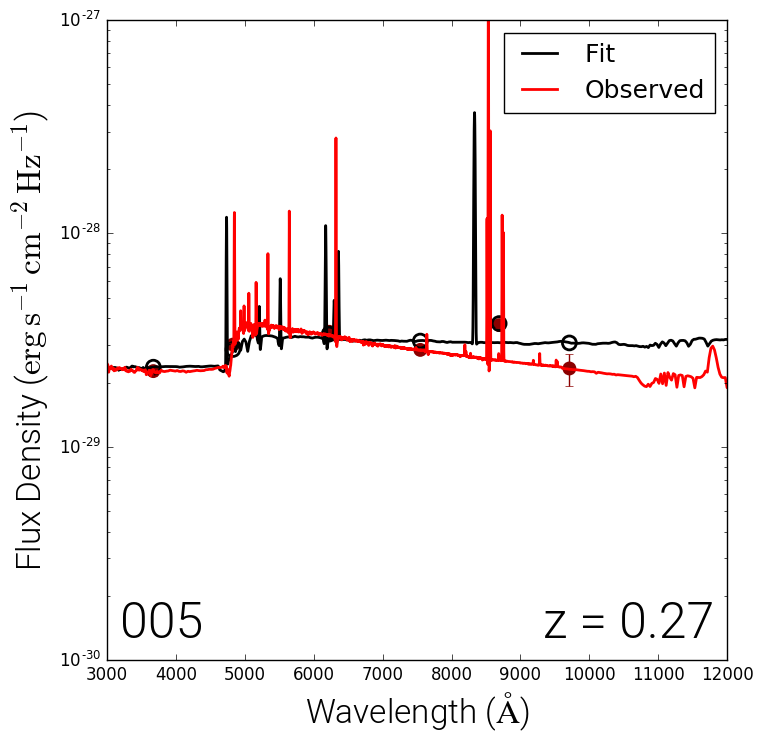 10⁻²⁷
10⁻²⁸
10⁻²⁹
10⁻³⁰
Flux Density (erg s⁻¹ cm⁻² Hz⁻¹)
Fit
Observed
005
z = 0.27
3000 4000 5000 6000 7000 8000 9000 10000 11000 12000
Wavelength (Å)